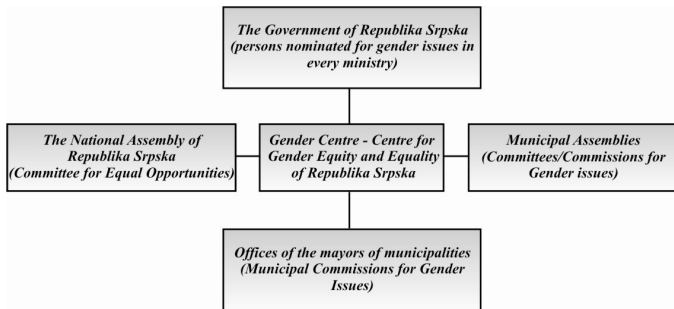 The Government of Republika Srpska
(persons nominated for gender issues in
every ministry)
The National Assembly of
Republika Srpska
(Committee for Equal Opportunities)
Gender Centre - Centre for
Gender Equity and Equality
of Republika Srpska
Municipal Assemblies
(Committees/Commissions for
Gender issues)
Offices of the mayors of municipalities
(Municipal Commissions for Gender
Issues)